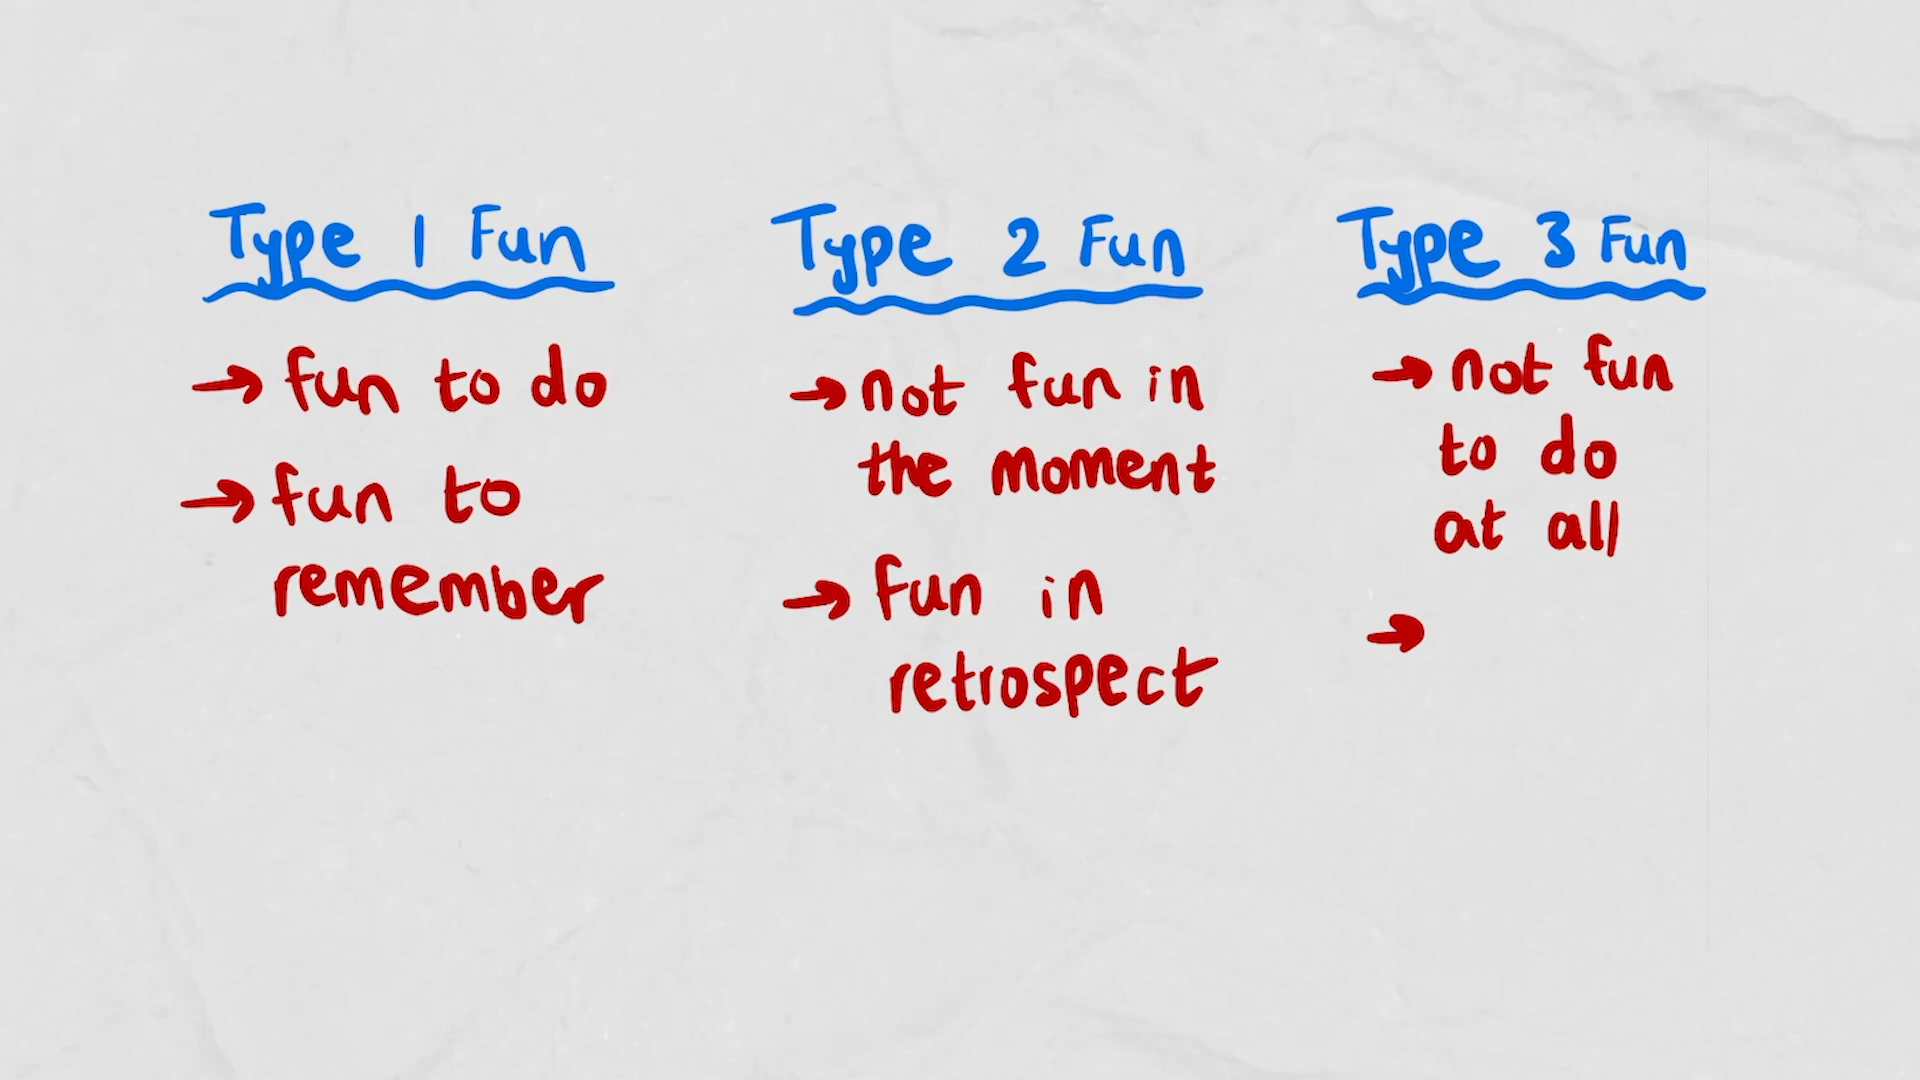 Type 1 Fun
→ fun to do
→ fun to
remember
Type 2 Fun
→ not fun in
the moment
→ Fun in
retrospect
Type 3 Fun
→ not fun
to do
at all
→